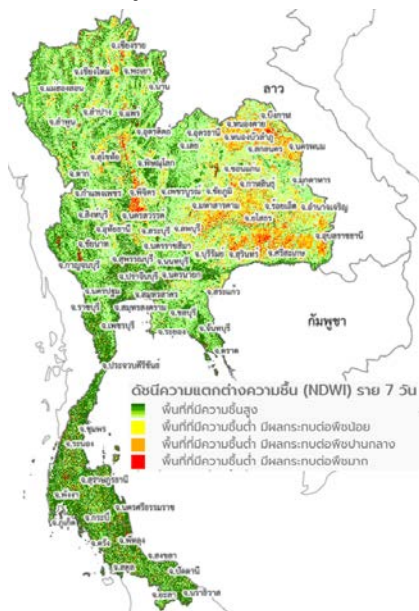 จ.เชียงราย
จ.เชียงใหม่
จ.พะเยา
จ.แม่ฮ่องสอน
จ.น่าน
ลาว
จ.ลำปาง
จ.แพร่
จ.ลำพูน
จ.อุตรดิตถ์
จ.เลย
จ.อุดรธานี
จ.หนองคาย
จ.บึงกาฬ
จ.หนองบัวลำภู
จ.สกลนคร
จ.นครพนม
จ.สุโขทัย
จ.พิษณุโลก
จ.ตาก
จ.ขอนแก่น
จ.กาฬสินธุ์
จ.มุกดาหาร
จ.กำแพงเพชร
จ.พิจิตร
จ.เพชรบูรณ์
จ.ชัยภูมิ
จ.มหาสารคาม
จ.ร้อยเอ็ด
จ.อำนาจเจริญ
จ.ยโสธร
จ.นครสวรรค์
จ.อุทัยธานี
จ.สิงห์บุรี
จ.สระบุรี
จ.ลพบุรี
จ.อุบลราชธานี
จ.ชัยนาท
จ.นครราชสีมา
จ.บุรีรัมย์
จ.สุรินทร์
จ.ศรีสะเกษ
จ.สุพรรณบุรี
จ.นนทบุรี
จ.กาญจนบุรี
จ.ปราจีนบุรี
จ.นครนายก
จ.สระแก้ว
จ.นครปฐม
จ.สมุทรสาคร
จ.ราชบุรี
จ.สมุทรสงคราม
จ.ชลบุรี
จ.เพชรบุรี
จ.ระยอง
จ.จันทบุรี
จ.ตราด
กัมพูชา
จ.ประจวบคีรีขันธ์
ดัชนีความแตกต่างความชื้น (NDWI) ราย 7 วัน
พื้นที่ที่มีความชื้นสูง
พื้นที่ที่มีความชื้นต่ำ มีผลกระทบต่อพืชน้อย
พื้นที่ที่มีความชื้นต่ำ มีผลกระทบต่อพืชปานกลาง
พื้นที่ที่มีความชื้นต่ำ มีผลกระทบต่อพืชมาก
จ.ชุมพร
จ.ระนอง
จ.สุราษฎร์ธานี
จ.พังงา
จ.นครศรีธรรมราช
จ.กระบี่
จ.ภูเก็ต
จ.ตรัง
จ.พัทลุง
จ.สงขลา
จ.สตูล
จ.ปัตตานี
จ.ยะลา
จ.นราธิวาส